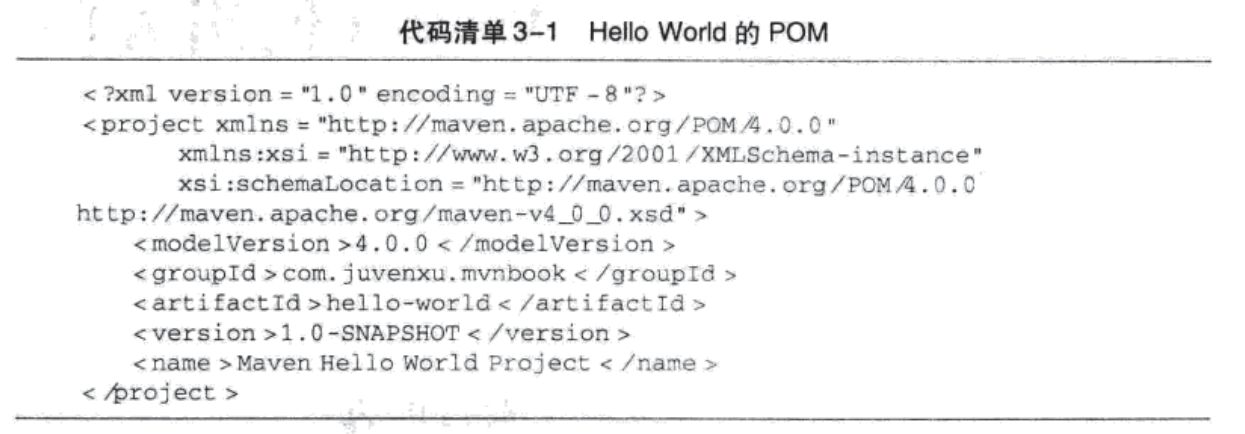 代码清单3-1 Hello World 的 POM
<?xml version = "1.0" encoding = "UTF-8"?>
<project xmlns = "http://maven.apache.org/POM/4.0.0"
xmlns:xsi = "http://www.w3.org/2001/XMLSchema-instance"
xsi:schemaLocation = "http://maven.apache.org/POM/4.0.0
http://maven.apache.org/maven-v4_0_0.xsd">
<modelVersion>4.0.0</modelVersion>
<groupId>com.juvenxu.mvnbook</groupId>
<artifactId>hello-world</artifactId>
<version>1.0-SNAPSHOT</version>
<name>Maven Hello World Project</name>
</project>